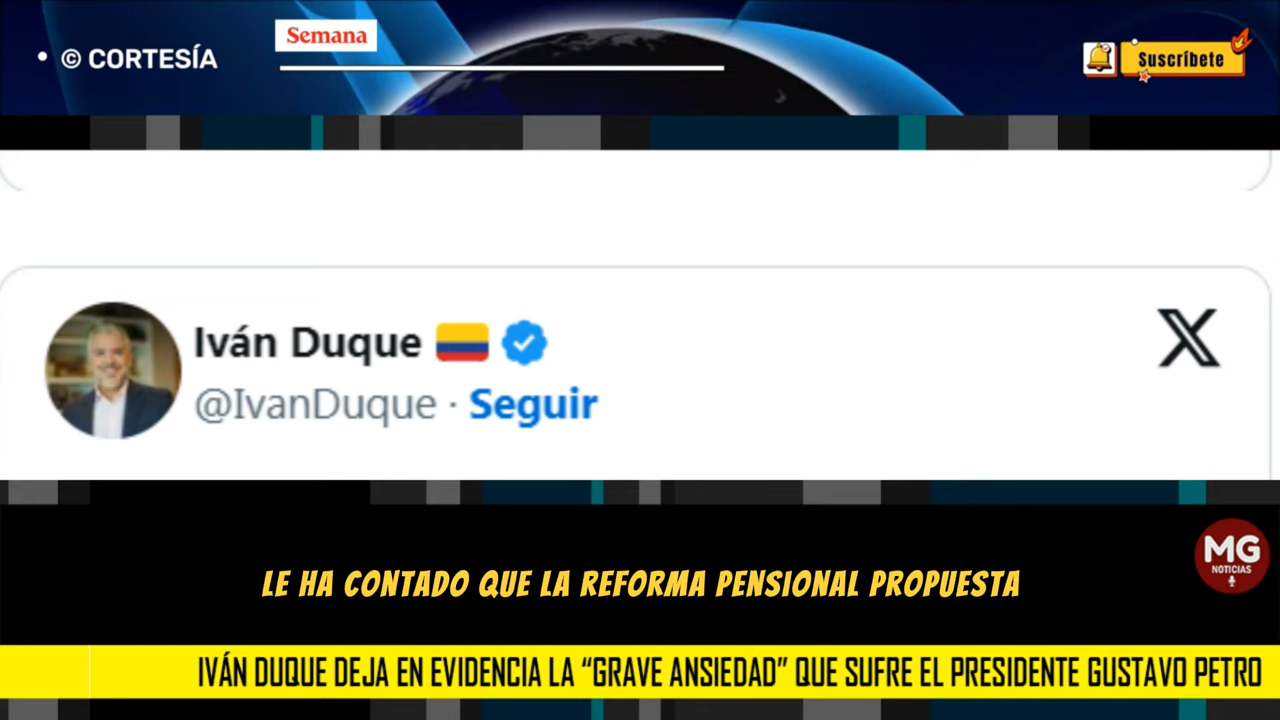 • © CORTESÍA
Semana
Suscríbete
Iván Duque
@IvanDuque · Seguir
X
LE HA CONTADO QUE LA REFORMA PENSIONAL PROPUESTA
MG
NOTICIAS
IVÁN DUQUE DEJA EN EVIDENCIA LA “GRAVE ANSIEDAD” QUE SUFRE EL PRESIDENTE GUSTAVO PETRO